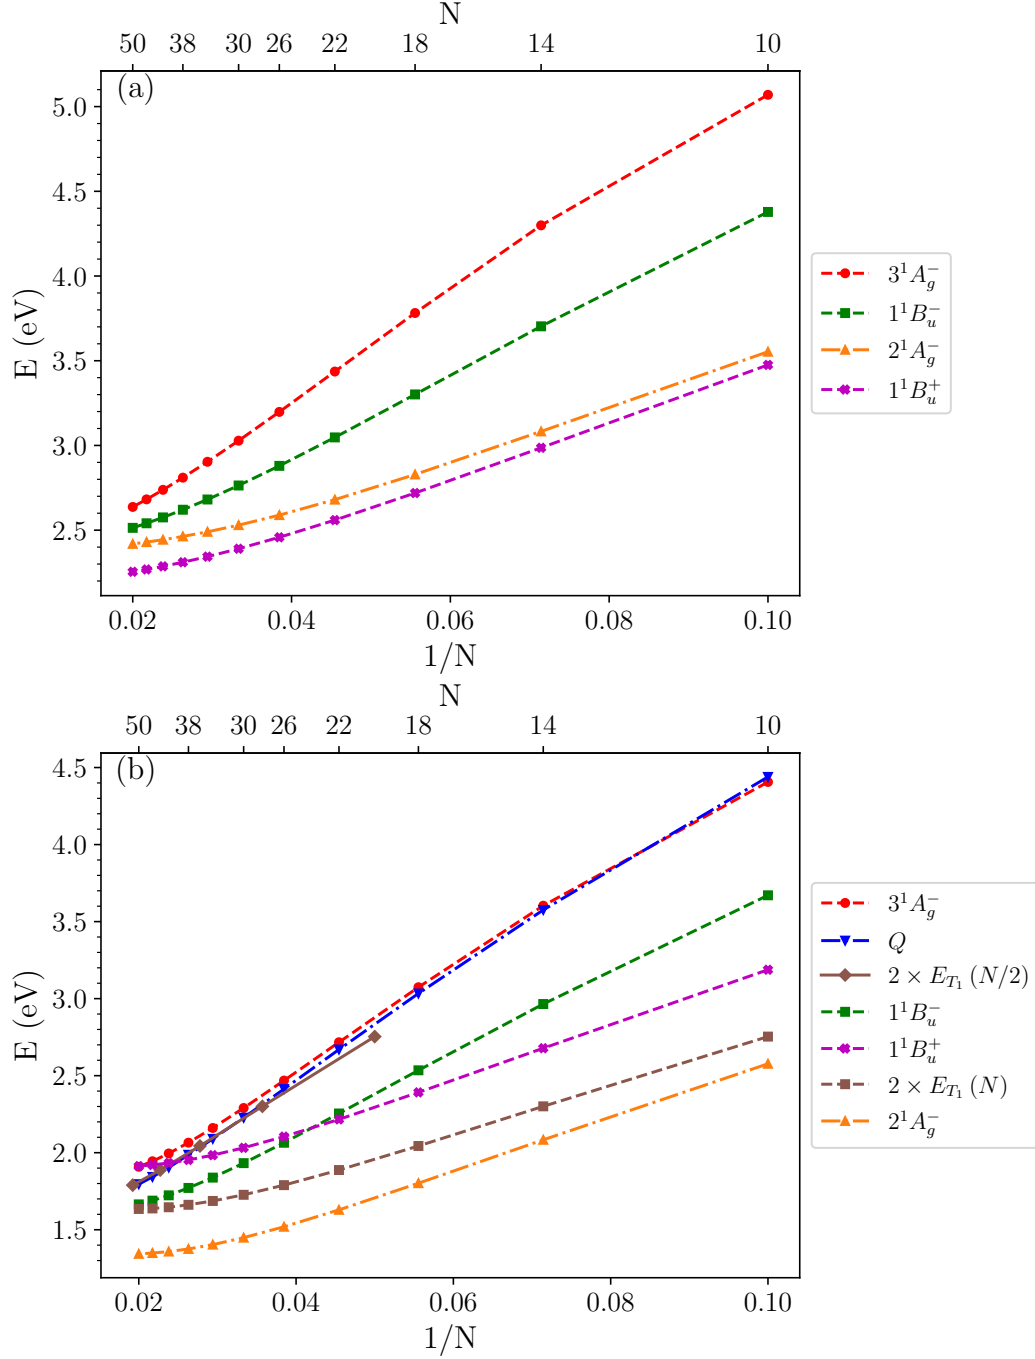 N
50 38 30 26 22 18 14 10
(a)
5.0
4.5
4.0
3.5
3.0
2.5
E (eV)
0.02 0.04 0.06 0.08 0.10
1/N
3¹A_g⁻
1¹B_u⁻
2¹A_g⁻
1¹B_u⁺
N
50 38 30 26 22 18 14 10
(b)
4.5
4.0
3.5
3.0
2.5
2.0
1.5
E (eV)
0.02 0.04 0.06 0.08 0.10
1/N
3¹A_g⁻
Q
2 × E_{T₁} (N/2)
1¹B_u⁻
1¹B_u⁺
2 × E_{T₁} (N)
2¹A_g⁻